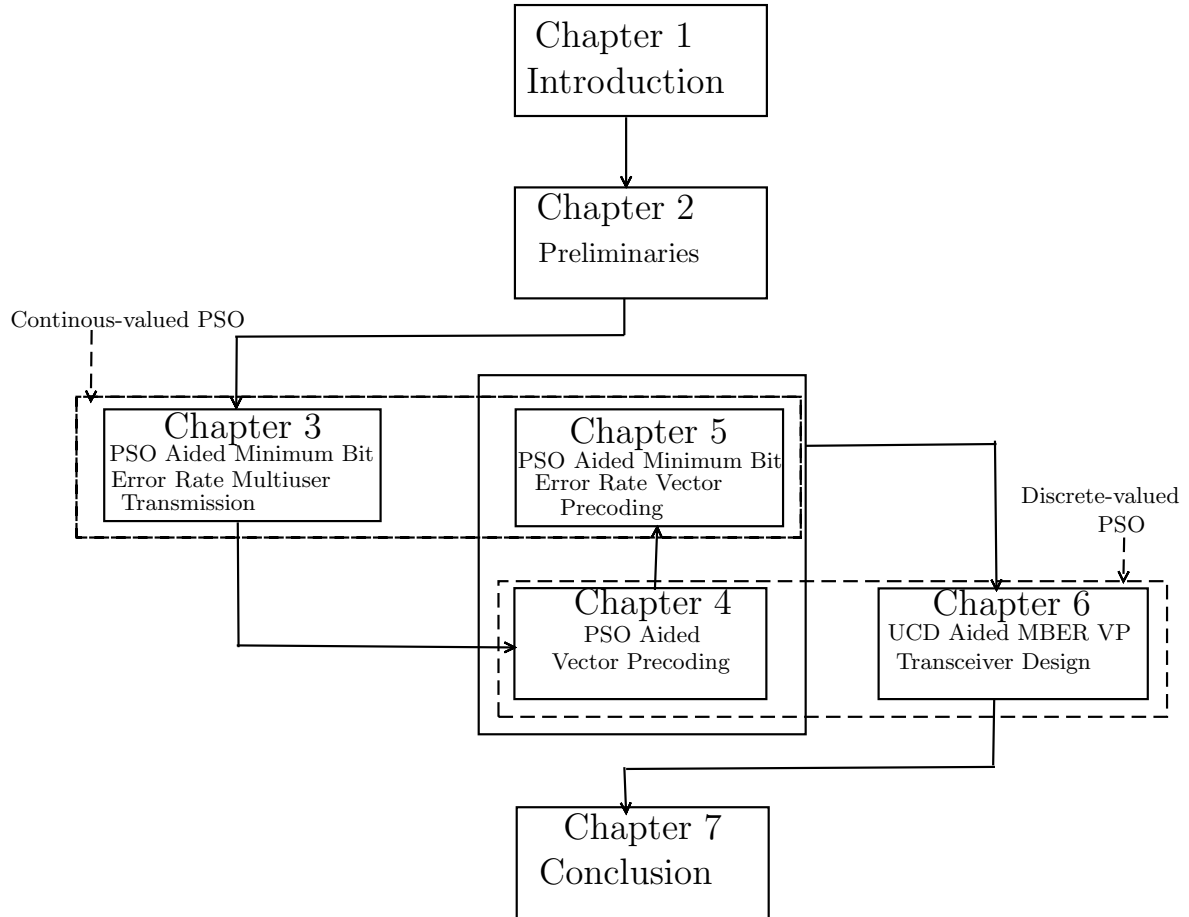 Chapter 1
Introduction
Chapter 2
Preliminaries
Continous-valued PSO
Chapter 3
PSO Aided Minimum Bit
Error Rate Multiuser
Transmission
Chapter 5
PSO Aided Minimum Bit
Error Rate Vector
Precoding
Discrete-valued
PSO
Chapter 4
PSO Aided
Vector Precoding
Chapter 6
UCD Aided MBER VP
Transceiver Design
Chapter 7
Conclusion